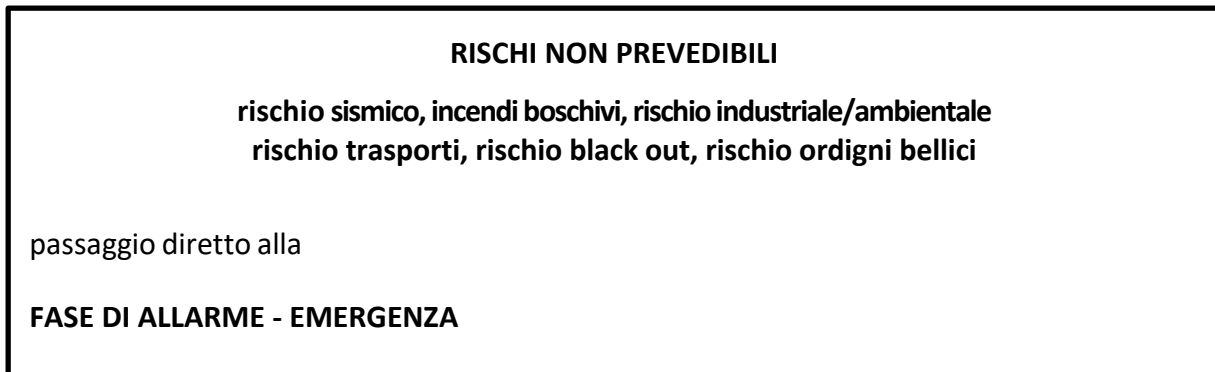 RISCHI NON PREVEDIBILI
rischio sismico, incendi boschivi, rischio industriale/ambientale
rischio trasporti, rischio black out, rischio ordigni bellici
passaggio diretto alla
FASE DI ALLARME - EMERGENZA